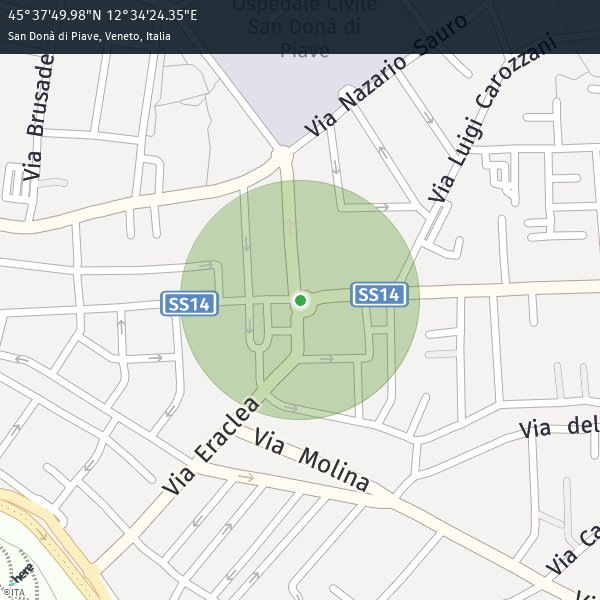 45°37'49.98"N 12°34'24.35"E
San Donà di Piave, Veneto, Italia
Ospedale Civile
San Donà di
Piave
Via Nazario Sauro
Via Luigi Carozzani
Via Brusade
SS14
SS14
Via Eraclea
Via Molina
Via del
Via Ca
here
©ITA